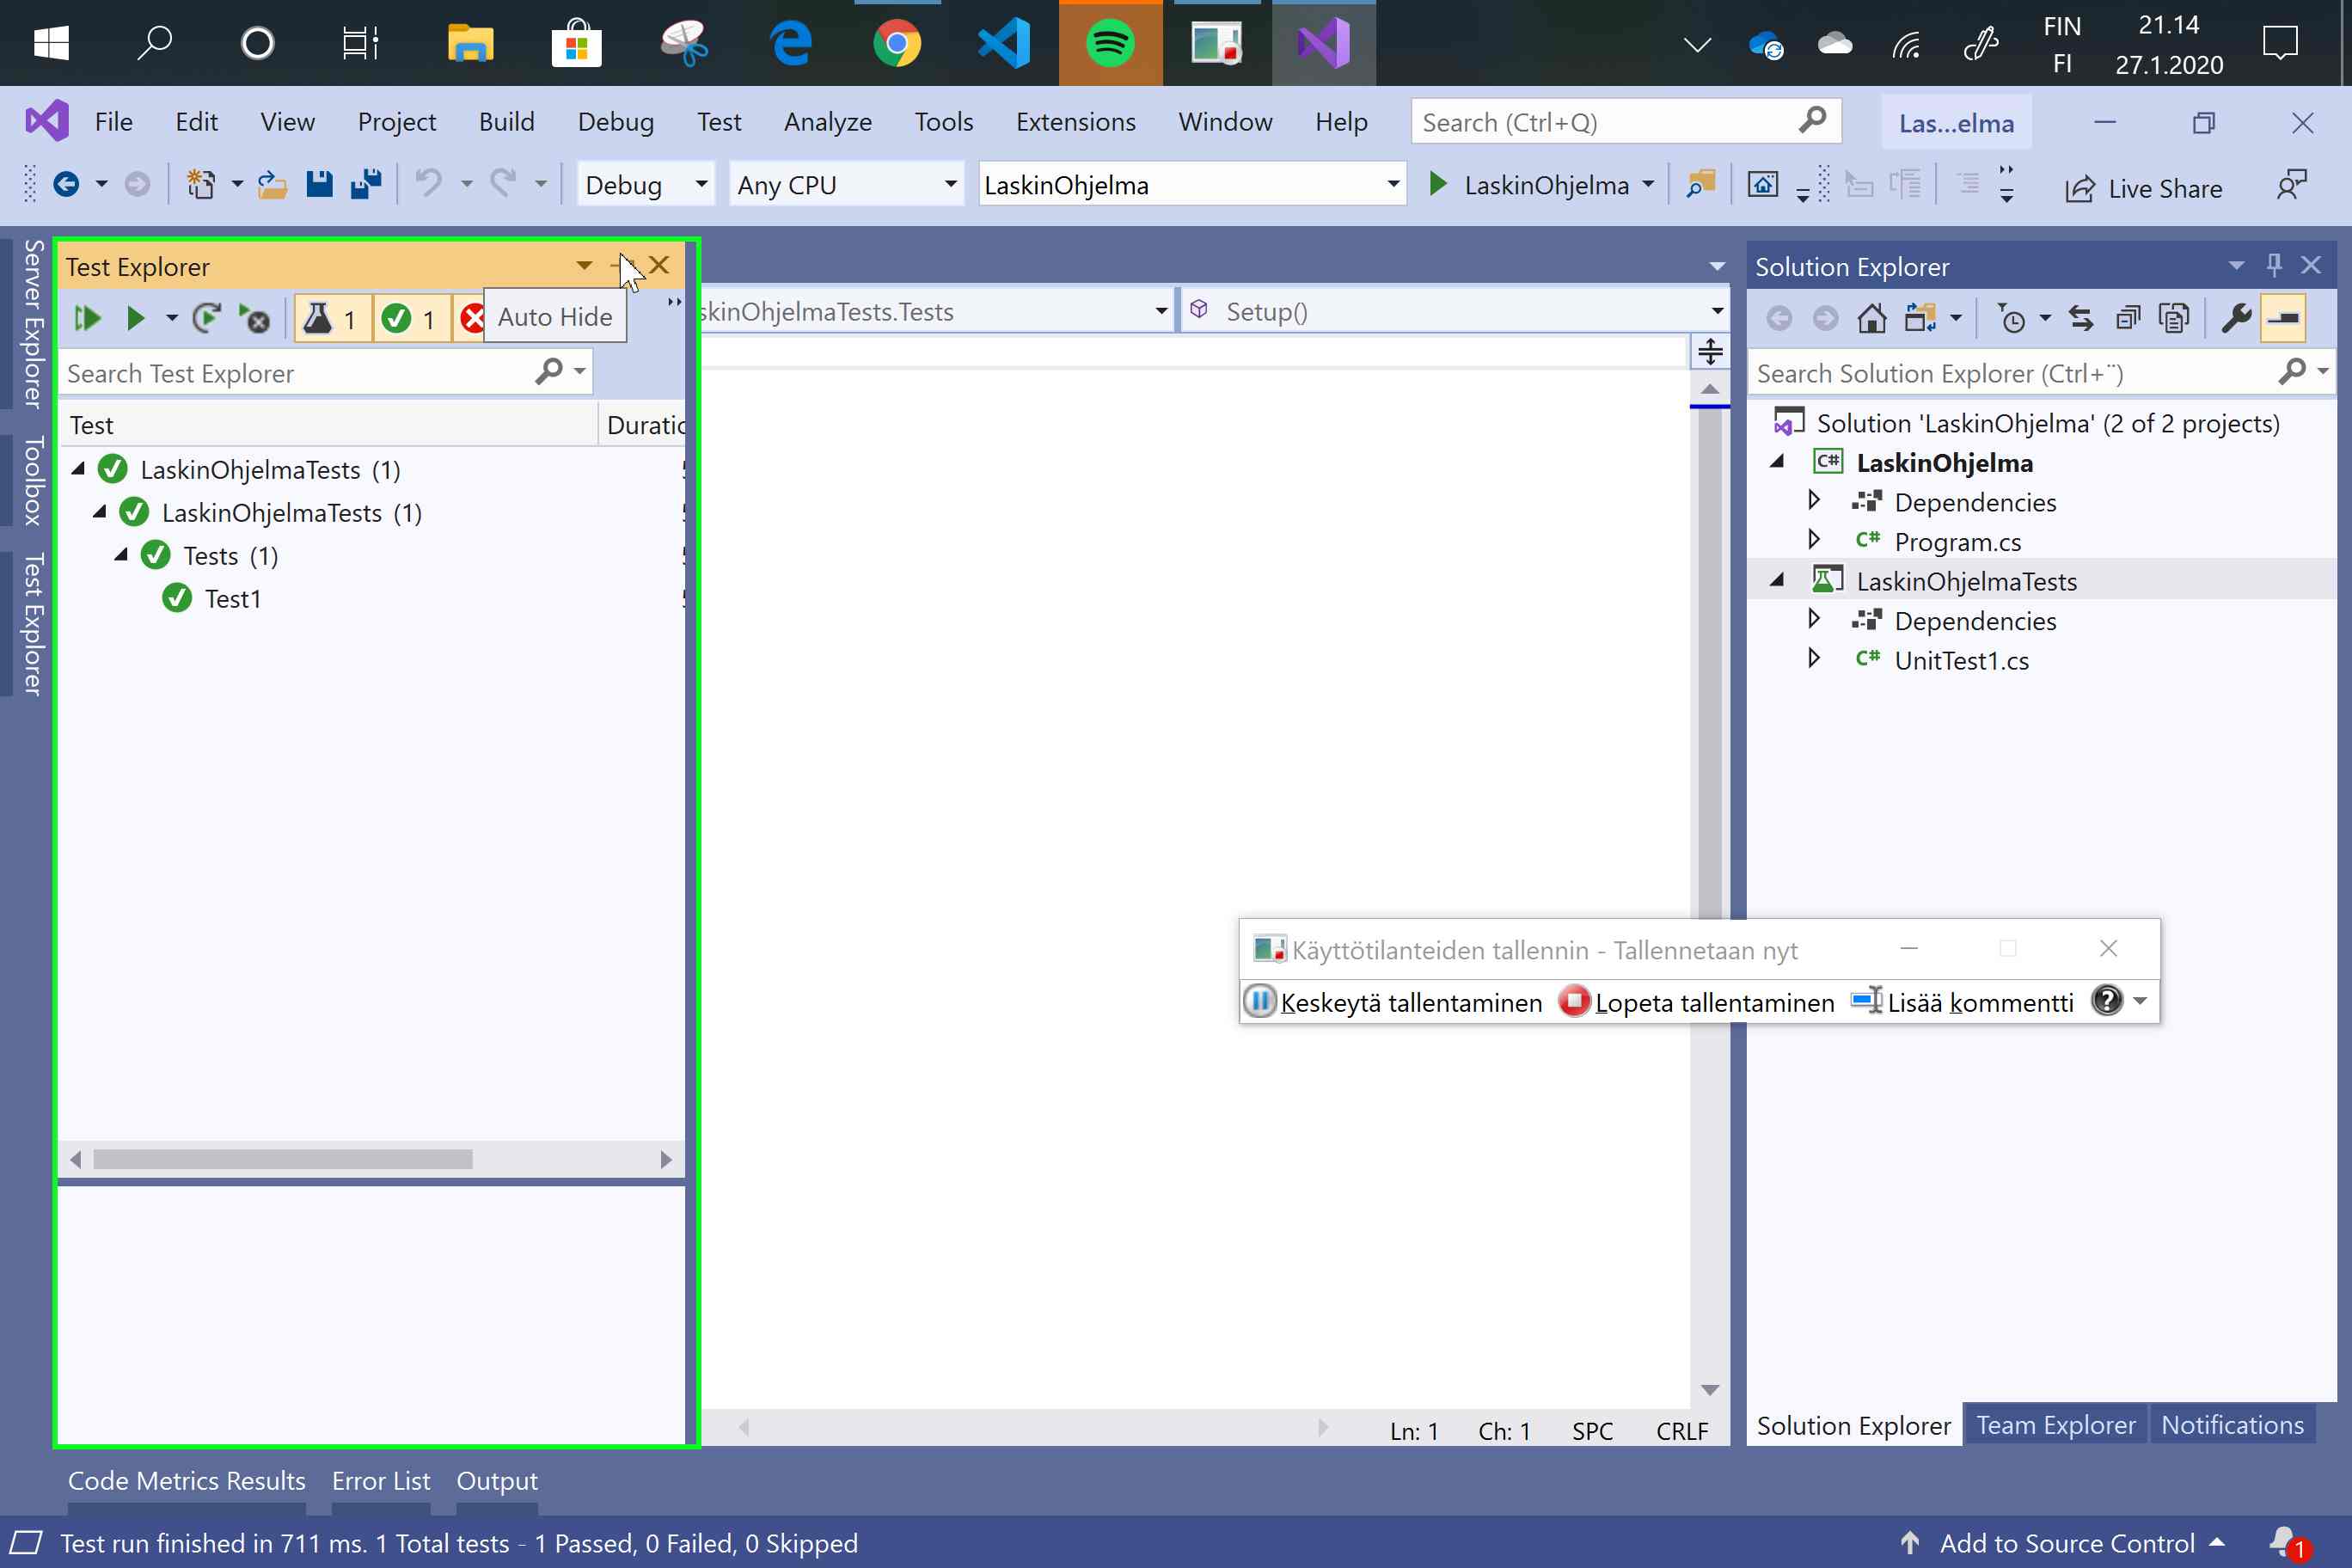 FIN
FI
21.14
27.1.2020
File Edit View Project Build Debug Test Analyze Tools Extensions Window Help
Search (Ctrl+Q)
Las...elma
Debug
Any CPU
LaskinOhjelma
LaskinOhjelma
Live Share
Server Explorer
Toolbox
Test Explorer
Test Explorer
1
1
Auto Hide
Search Test Explorer
Test
LaskinOhjelmaTests (1)
LaskinOhjelmaTests (1)
Tests (1)
Test1
LaskinOhjelmaTests.Tests
Setup()
Solution Explorer
Search Solution Explorer (Ctrl+¨)
Solution 'LaskinOhjelma' (2 of 2 projects)
C# LaskinOhjelma
Dependencies
C# Program.cs
LaskinOhjelmaTests
Dependencies
C# UnitTest1.cs
Käyttötilanteiden tallennin - Tallennetaan nyt
Keskeytä tallentaminen
Lopeta tallentaminen
Lisää kommentti
Ln: 1 Ch: 1 SPC CRLF
Solution Explorer Team Explorer Notifications
Code Metrics Results Error List Output
Test run finished in 711 ms. 1 Total tests - 1 Passed, 0 Failed, 0 Skipped
Add to Source Control
1